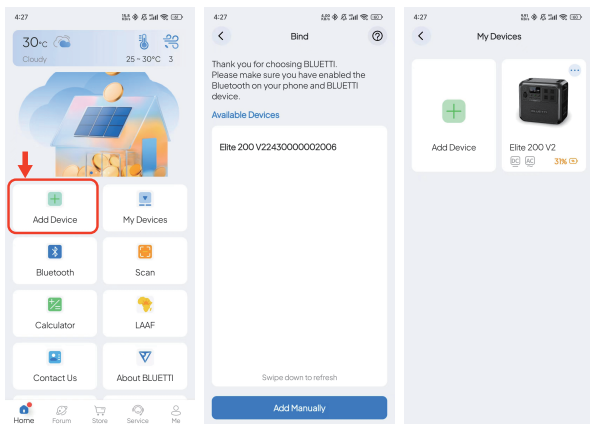 4:27
30°C
Cloudy
25 ~ 30°C 3
Add Device
My Devices
Bluetooth
Scan
Calculator
LAAF
Contact Us
About BLUETTI
Home
Forum
Store
Service
Me
4:27
Bind
Thank you for choosing BLUETTI.
Please make sure you have enabled the
Bluetooth on your phone and BLUETTI
device.
Available Devices
Elite 200 V22430000002006
Swipe down to refresh
Add Manually
4:27
My Devices
Add Device
Elite 200 V2
DC AC 31%